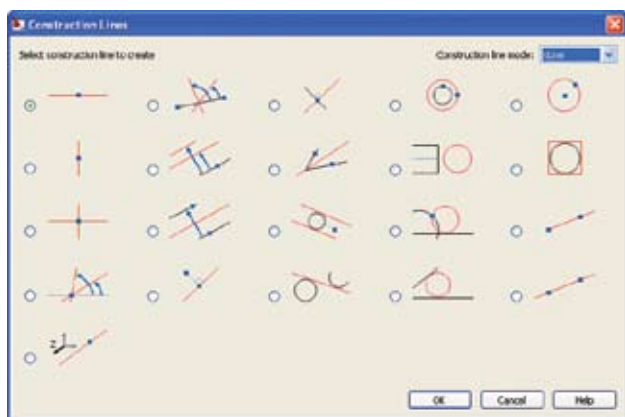 Construction Lines
Select construction line to create
Construction line mode:
Z
OK
Cancel
Help